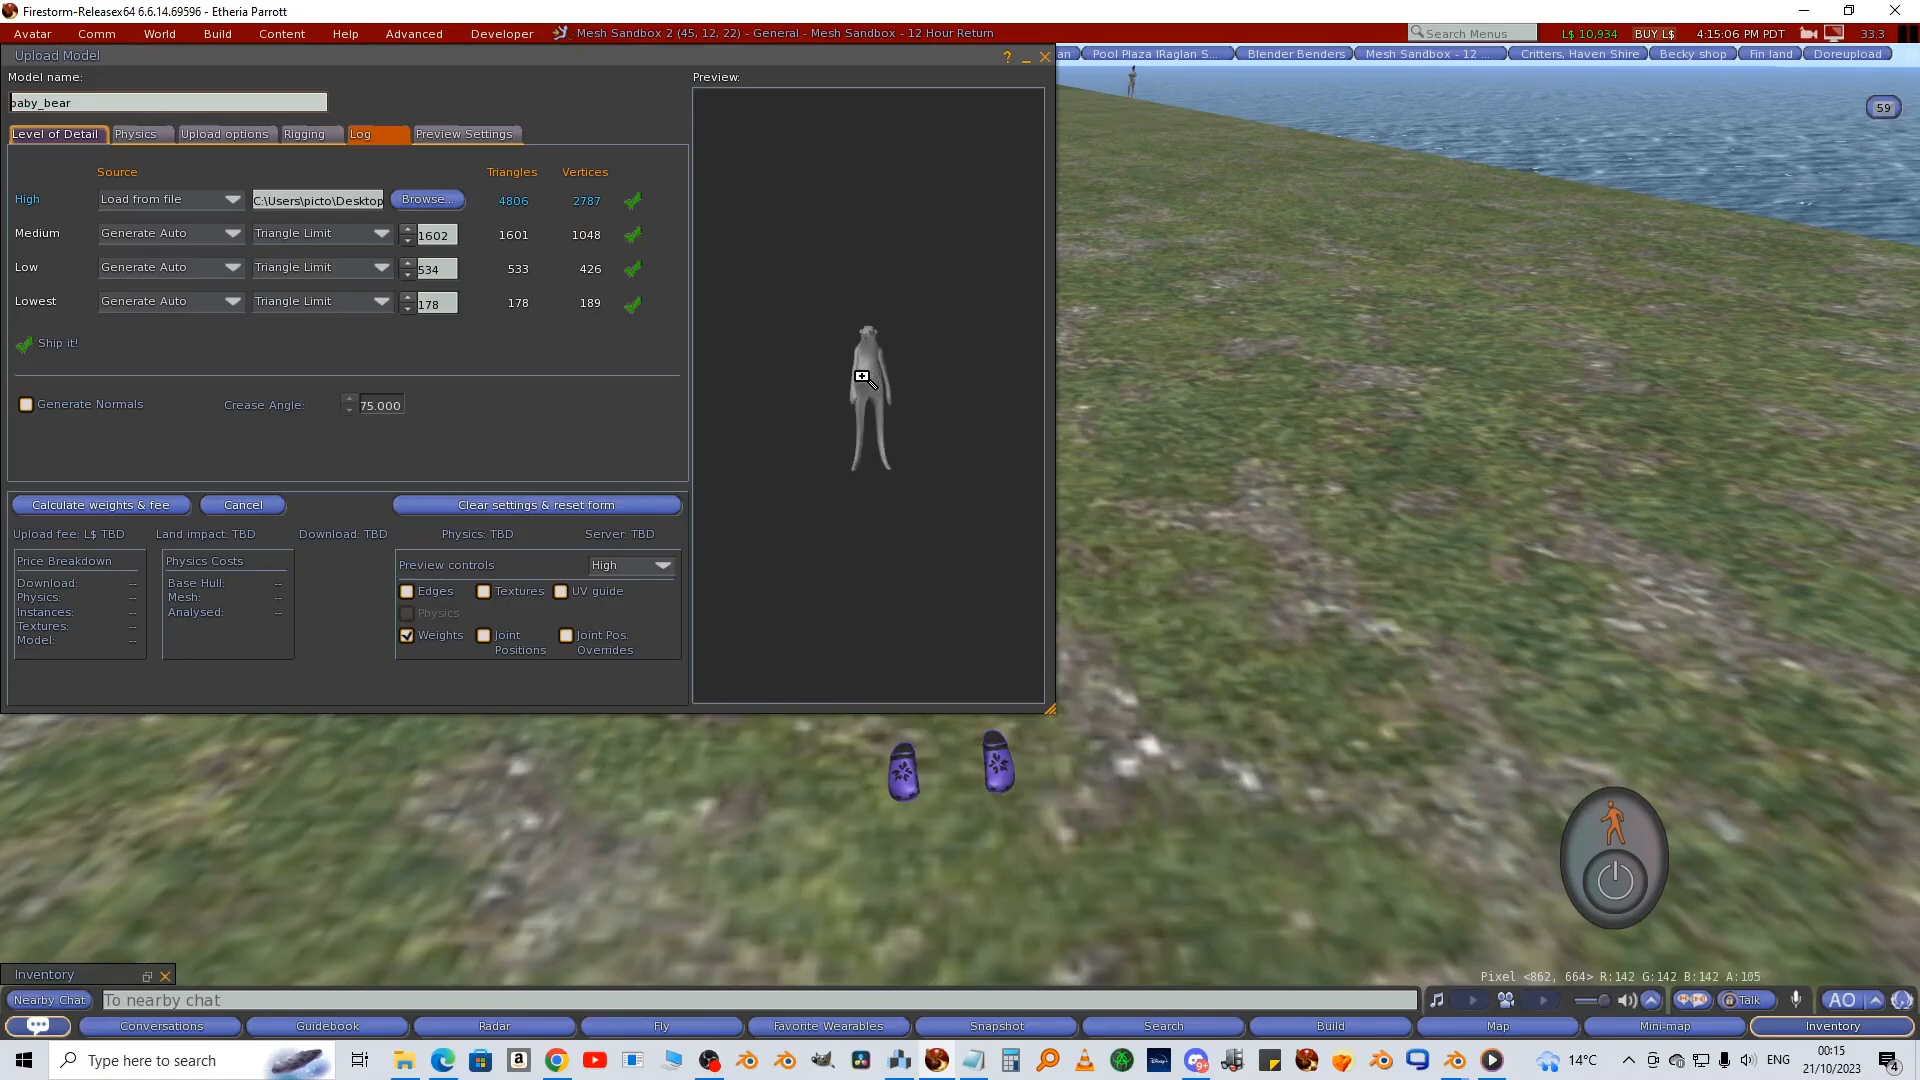 Firestorm-Releasex64 6.6.14.69596 - Etheria Parrott
Avatar Comm World Build Content Help Advanced Developer Mesh Sandbox 2 (45, 12, 22) - General - Mesh Sandbox - 12 Hour Return Search Menus L$ 10,934 BUY L$ 4:15:06 PM PDT 33.3
Upload Model ? an Pool Plaza IRaglan S... Blender Benders Mesh Sandbox - 12 ... Critters, Haven Shire Becky shop Fin land Doreupload
Model name: Preview:
baby_bear
59
Level of Detail Physics Upload options Rigging Log Preview Settings
Source Triangles Vertices
High Load from file C:\Users\picto\Desktop Browse... 4806 2787
Medium Generate Auto Triangle Limit 1602 1601 1048
Low Generate Auto Triangle Limit 534 533 426
Lowest Generate Auto Triangle Limit 178 178 189
Ship it!
Generate Normals Crease Angle: 75.000
Calculate weights & fee Cancel Clear settings & reset form
Upload fee: L$ TBD Land impact: TBD Download: TBD Physics: TBD Server: TBD
Price Breakdown Physics Costs Preview controls High
Download: -- Base Hull: -- Edges Textures UV guide
Physics: -- Mesh: -- Physics
Instances: -- Analysed: --
Textures: --
Model: -- Weights Joint Positions Joint Pos. Overrides
Inventory Pixel <862, 664> R:142 G:142 B:142 A:105
Nearby Chat To nearby chat Talk AO
Conversations Guidebook Radar Fly Favorite Wearables Snapshot Search Build Map Mini-map Inventory
Type here to search 14°C ENG 00:15
21/10/2023 4